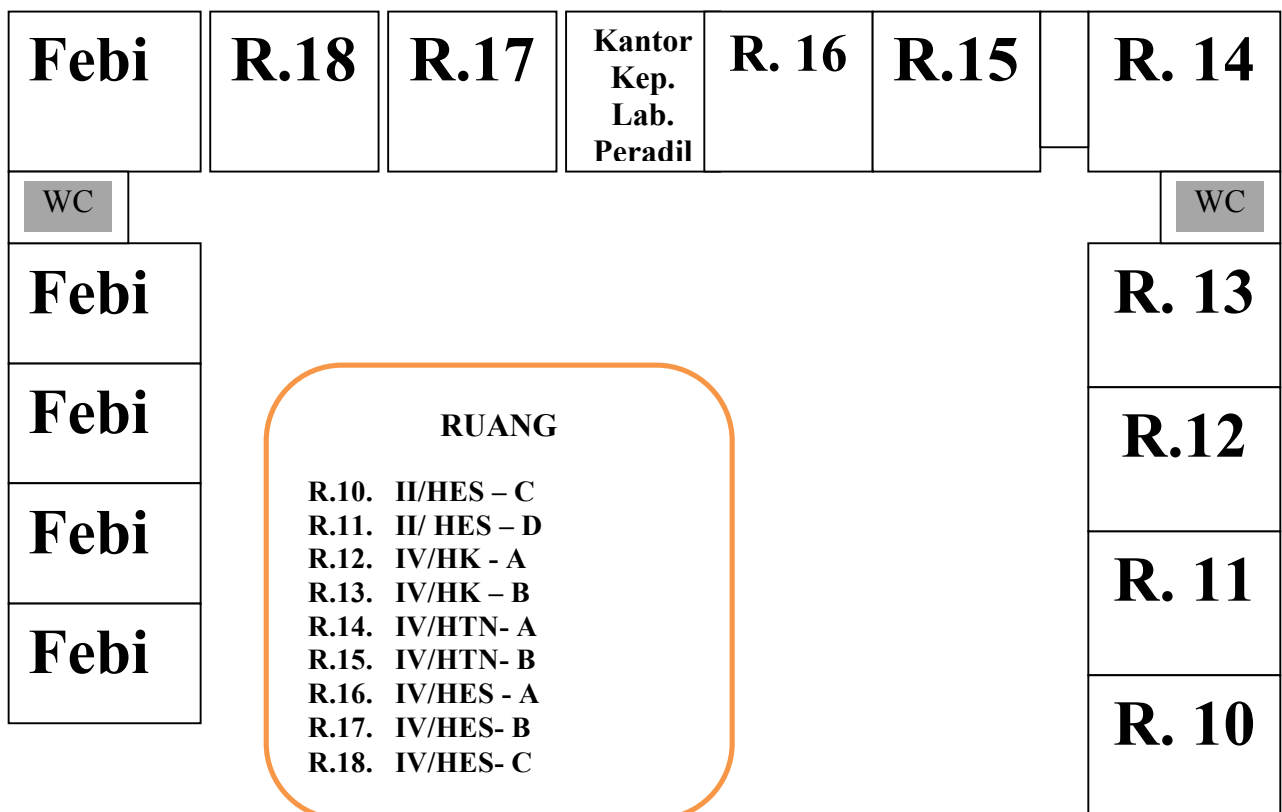 Febi
R.18
R.17
Kantor
Kep.
Lab.
Peradil
R. 16
R.15
R. 14
WC
WC
Febi
R. 13
Febi
R.12
Febi
R. 11
Febi
R. 10
RUANG
R.10. II/HES – C
R.11. II/ HES – D
R.12. IV/HK - A
R.13. IV/HK – B
R.14. IV/HTN- A
R.15. IV/HTN- B
R.16. IV/HES - A
R.17. IV/HES- B
R.18. IV/HES- C